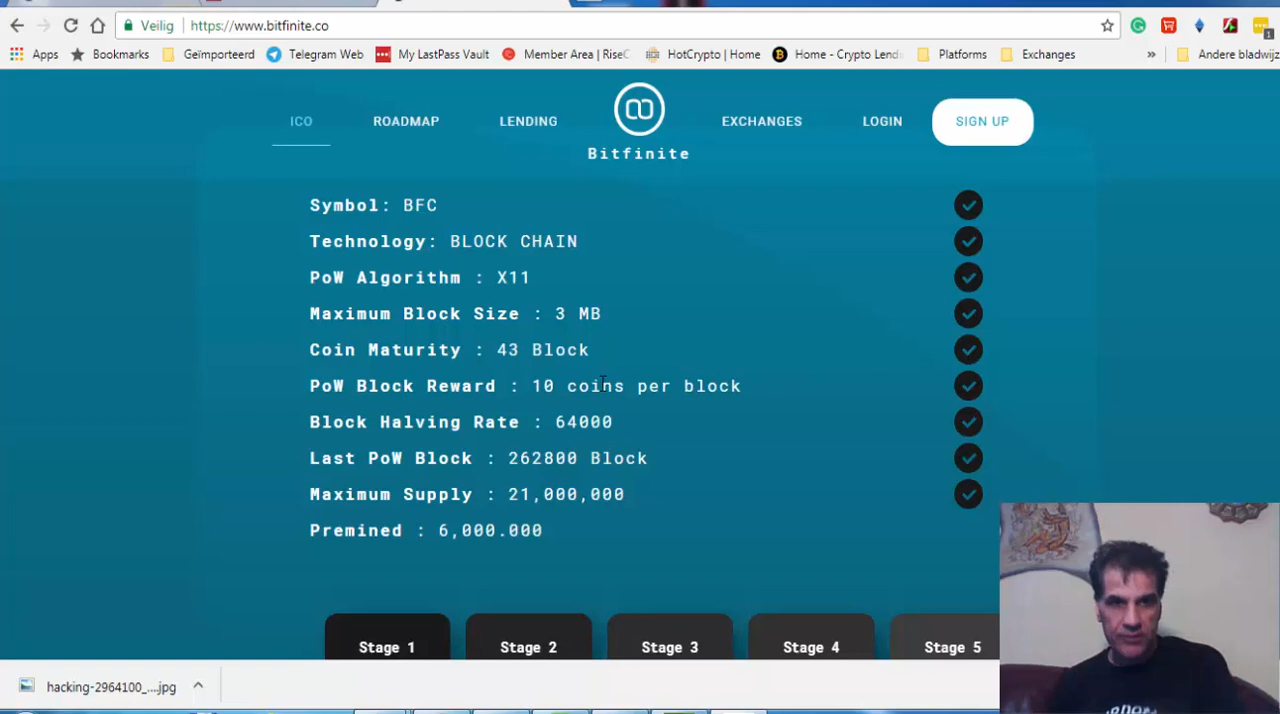 Veilig https://www.bitfinite.co
Apps Bookmarks Geïmporteerd Telegram Web My LastPass Vault Member Area | RiseC HotCrypto | Home Home - Crypto Lend Platforms Exchanges » Andere bladwijz
1
ICO ROADMAP LENDING EXCHANGES LOGIN SIGN UP
Bitfinite
Symbol: BFC
Technology: BLOCK CHAIN
PoW Algorithm : X11
Maximum Block Size : 3 MB
Coin Maturity : 43 Block
PoW Block Reward : 10 coins per block
Block Halving Rate : 64000
Last PoW Block : 262800 Block
Maximum Supply : 21,000,000
Premined : 6,000.000
Stage 1 Stage 2 Stage 3 Stage 4 Stage 5
hacking-2964100_....jpg